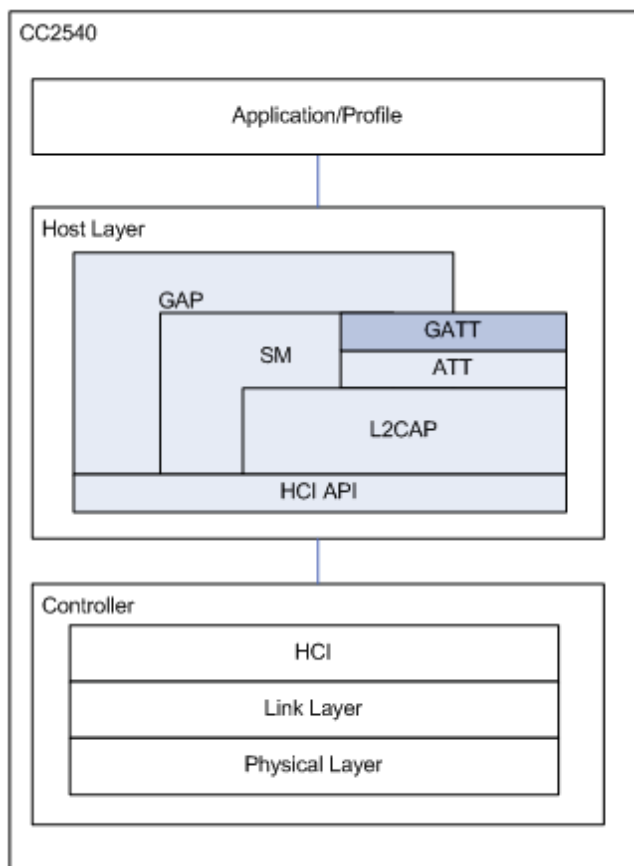 CC2540
Application/Profile
Host Layer
GAP
SM
GATT
ATT
L2CAP
HCI API
Controller
HCI
Link Layer
Physical Layer